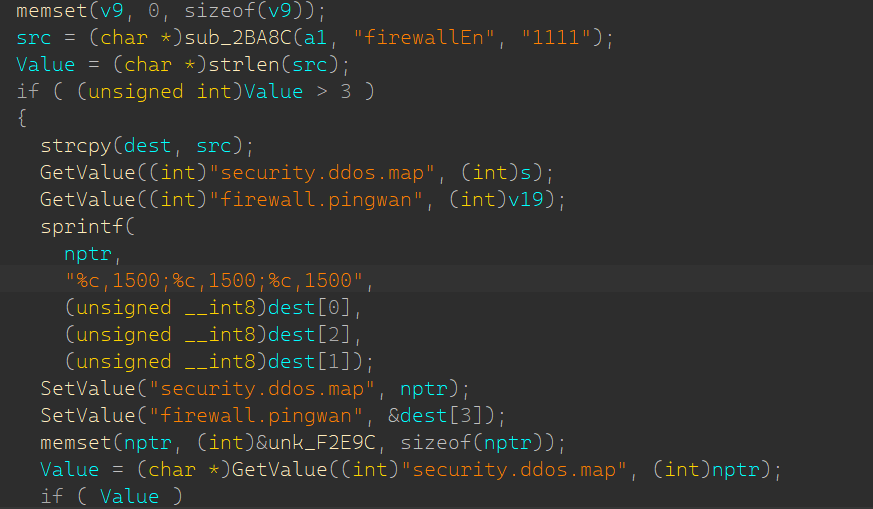 memset(v9, 0, sizeof(v9));
src = (char *)sub_2BA8C(a1, "firewallEn", "1111");
Value = (char *)strlen(src);
if ( (unsigned int)Value > 3 )
{
strcpy(dest, src);
GetValue((int)"security.ddos.map", (int)s);
GetValue((int)"firewall.pingwan", (int)v19);
sprintf(
nptr,
"%c,1500;%c,1500;%c,1500",
(unsigned __int8)dest[0],
(unsigned __int8)dest[2],
(unsigned __int8)dest[1]);
SetValue("security.ddos.map", nptr);
SetValue("firewall.pingwan", &dest[3]);
memset(nptr, (int)&unk_F2E9C, sizeof(nptr));
Value = (char *)GetValue((int)"security.ddos.map", (int)nptr);
if ( Value )